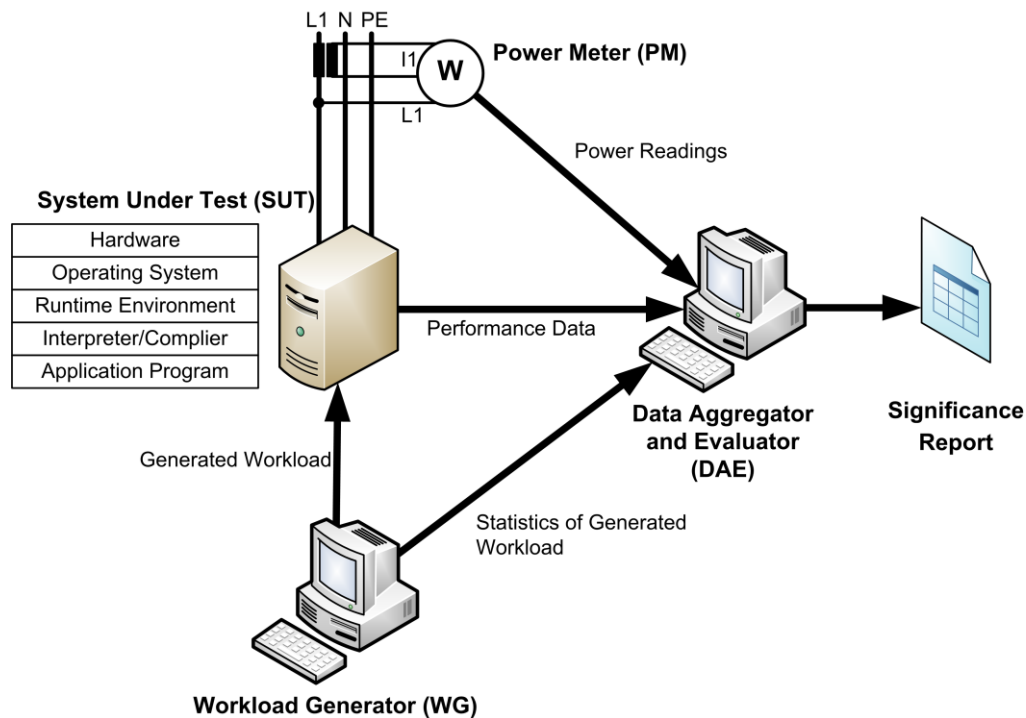 L1 N PE
I1
W
Power Meter (PM)
L1
Power Readings
System Under Test (SUT)
Hardware
Operating System
Runtime Environment
Interpreter/Complier
Application Program
Performance Data
Data Aggregator
and Evaluator
(DAE)
Significance
Report
Generated Workload
Statistics of Generated
Workload
Workload Generator (WG)